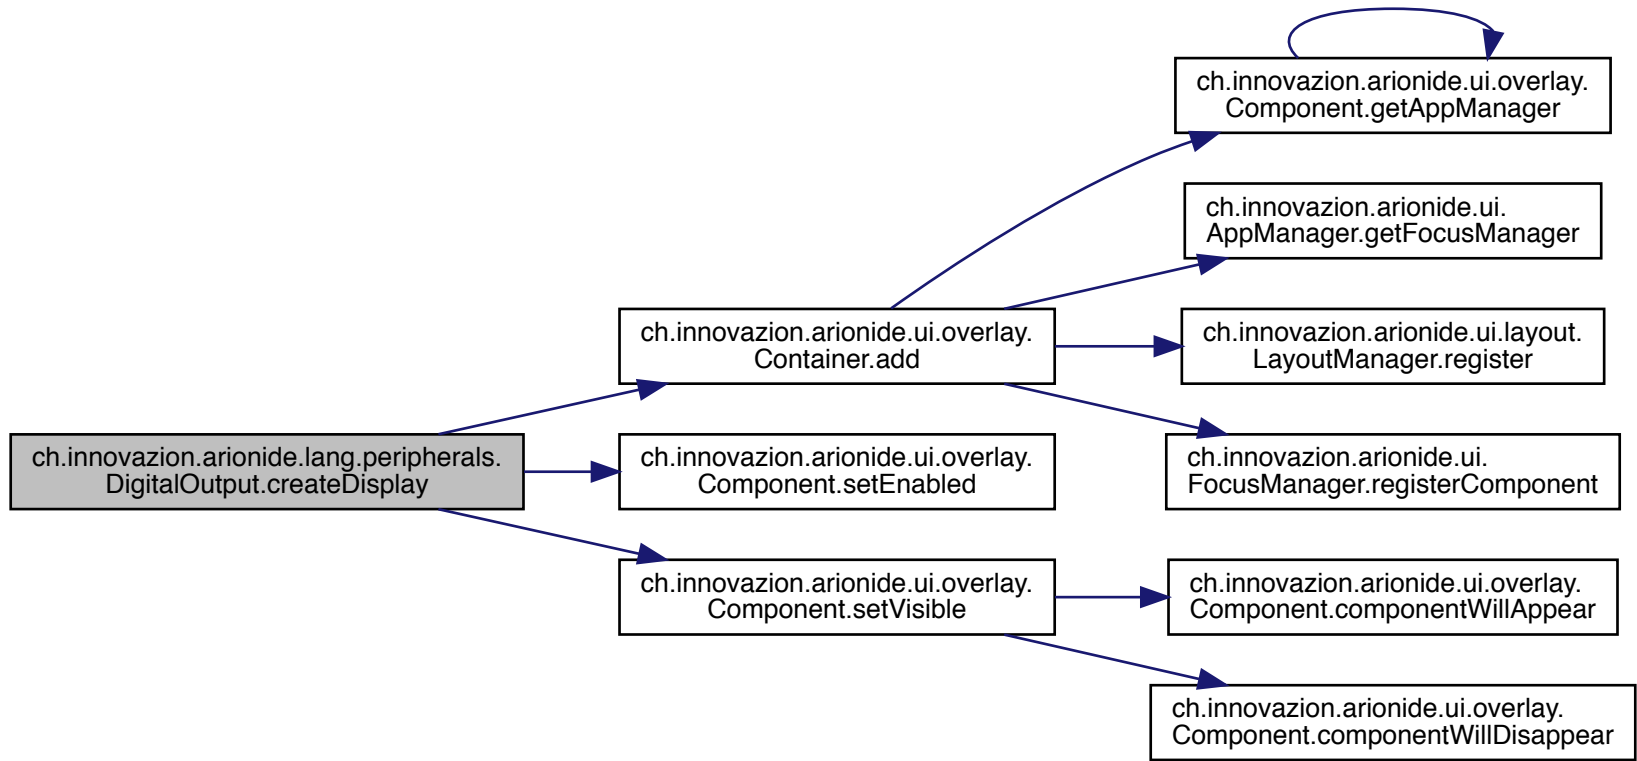 ch.innovazion.arionide.ui.overlay.
Component.getAppManager
ch.innovazion.arionide.ui.
AppManager.getFocusManager
ch.innovazion.arionide.ui.overlay.
Container.add
ch.innovazion.arionide.ui.layout.
LayoutManager.register
ch.innovazion.arionide.lang.peripherals.
DigitalOutput.createDisplay
ch.innovazion.arionide.ui.overlay.
Component.setEnabled
ch.innovazion.arionide.ui.
FocusManager.registerComponent
ch.innovazion.arionide.ui.overlay.
Component.setVisible
ch.innovazion.arionide.ui.overlay.
Component.componentWillAppear
ch.innovazion.arionide.ui.overlay.
Component.componentWillDisappear